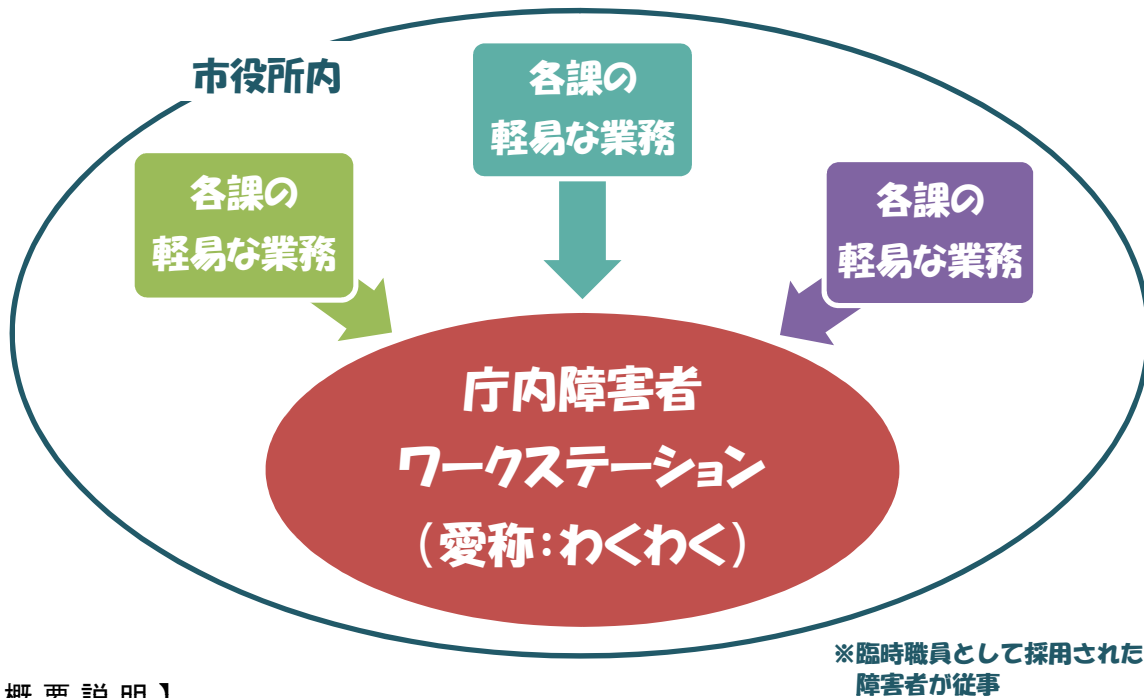 市役所内
各課の
軽易な業務
各課の
軽易な業務
各課の
軽易な業務
庁内障害者
ワークステーション
（愛称：わくわく）
※臨時職員として採用された
障害者が従事
概要説明】